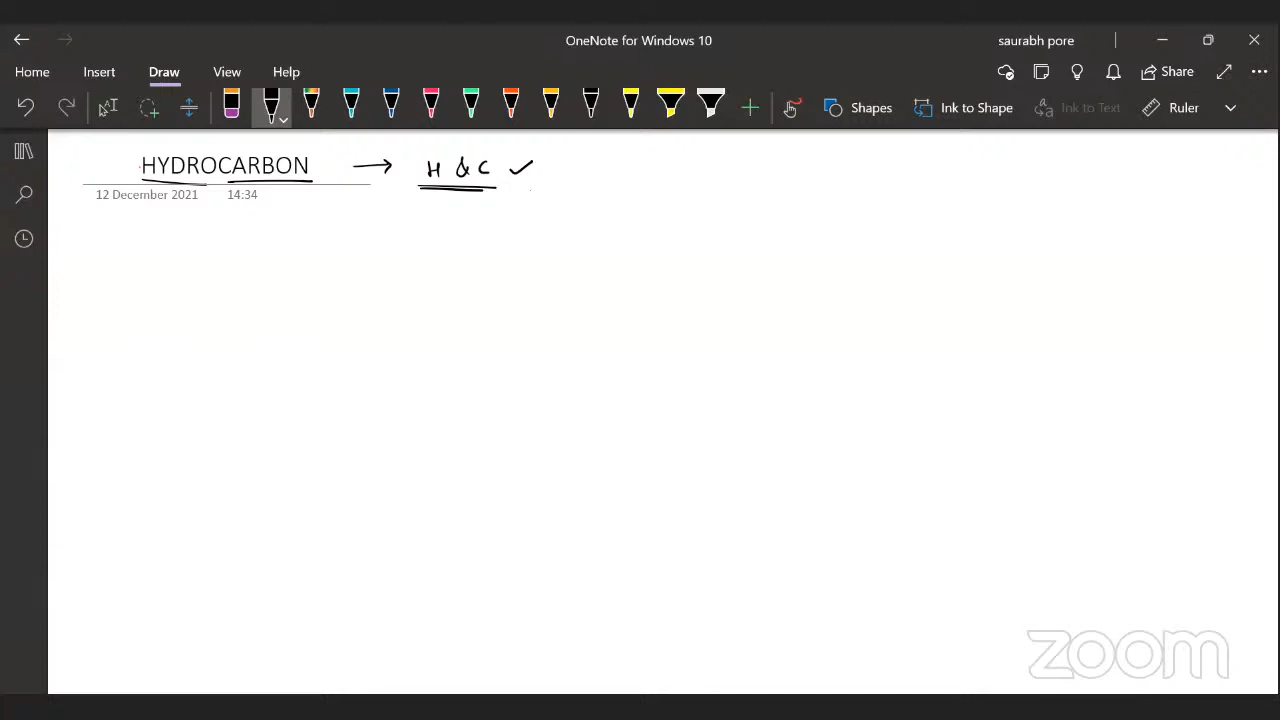 OneNote for Windows 10
saurabh pore
Home Insert Draw View Help
Share
Shapes Ink to Shape Ink to Text Ruler
HYDROCARBON → H & C ✓
12 December 2021 14:34
zoom